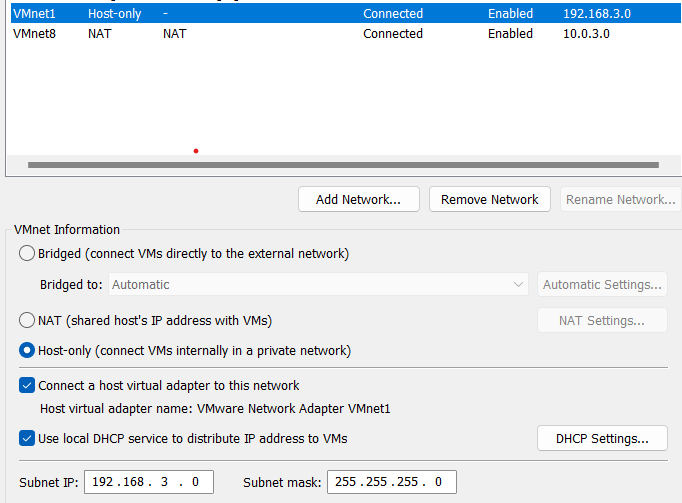 VMnet1 Host-only - Connected Enabled 192.168.3.0
VMnet8 NAT NAT Connected Enabled 10.0.3.0
Add Network... Remove Network Rename Network...
VMnet Information
Bridged (connect VMs directly to the external network)
Bridged to: Automatic Automatic Settings...
NAT (shared host's IP address with VMs) NAT Settings...
Host-only (connect VMs internally in a private network)
Connect a host virtual adapter to this network
Host virtual adapter name: VMware Network Adapter VMnet1
Use local DHCP service to distribute IP address to VMs DHCP Settings...
Subnet IP: 192.168. 3 . 0 Subnet mask: 255.255.255. 0